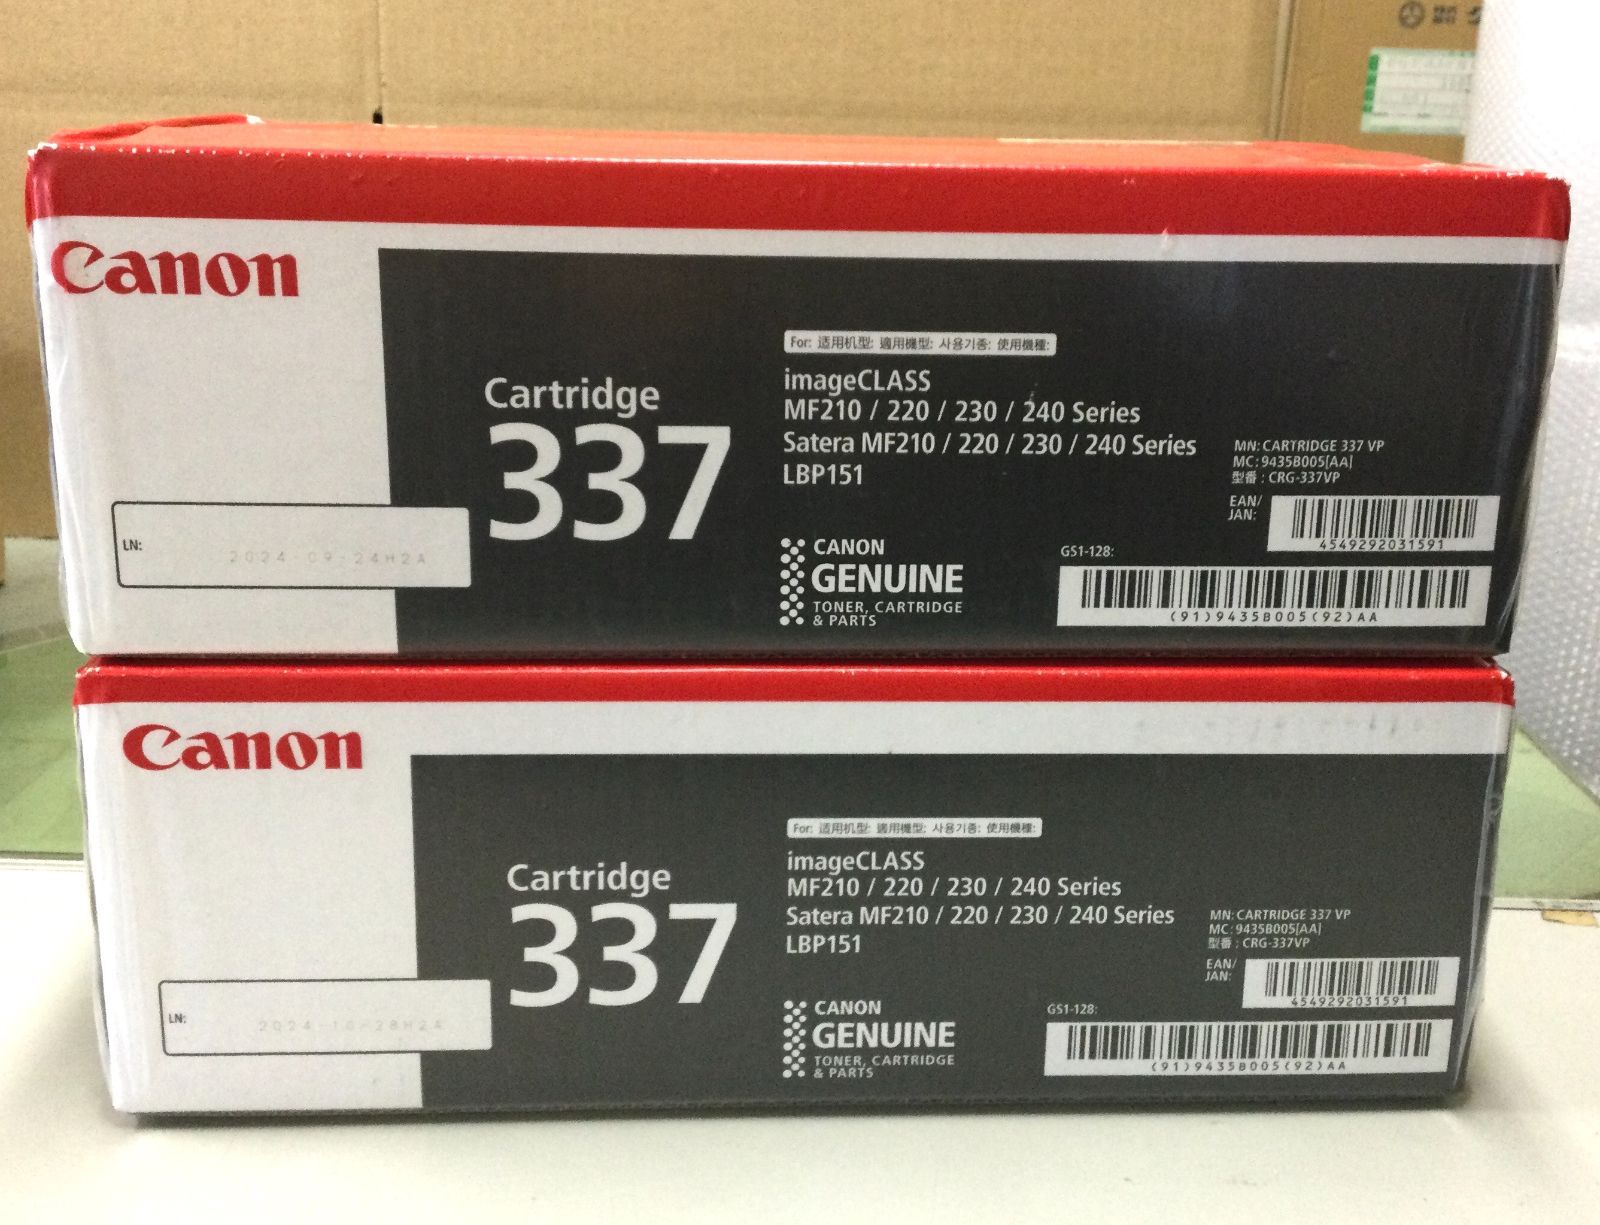 Canon
Cartridge
337
For: 适用机型: 適用機型: 사용기종: 使用機種:
imageCLASS
MF210 / 220 / 230 / 240 Series
Satera MF210 / 220 / 230 / 240 Series
LBP151
MN: CARTRIDGE 337 VP
MC: 9435B005[AA]
型番 : CRG-337VP
EAN/
JAN:
4549292031591
LN:
2024-09-24H2A
CANON
GENUINE
TONER, CARTRIDGE
& PARTS
GS1-128:
(91)9435B005(92)AA
Canon
Cartridge
337
For: 适用机型: 適用機型: 사용기종: 使用機種:
imageCLASS
MF210 / 220 / 230 / 240 Series
Satera MF210 / 220 / 230 / 240 Series
LBP151
MN: CARTRIDGE 337 VP
MC: 9435B005[AA]
型番 : CRG-337VP
EAN/
JAN:
4549292031591
LN:
2024-10-28H2A
CANON
GENUINE
TONER, CARTRIDGE
& PARTS
GS1-128:
(91)9435B005(92)AA